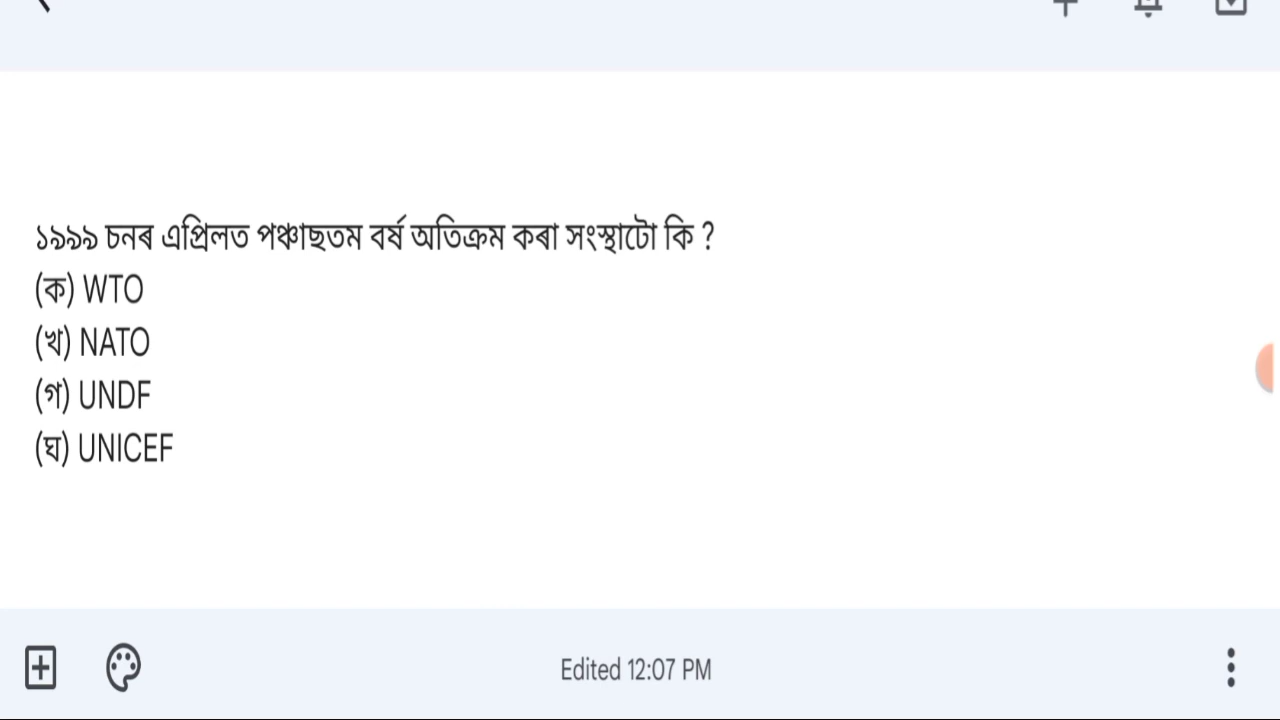 ১৯৯৯ চনৰ এপ্ৰিলত পঞ্চাছতম বৰ্ষ অতিক্ৰম কৰা সংস্থাটো কি ?
(ক) WTO
(খ) NATO
(গ) UNDF
(ঘ) UNICEF
Edited 12:07 PM